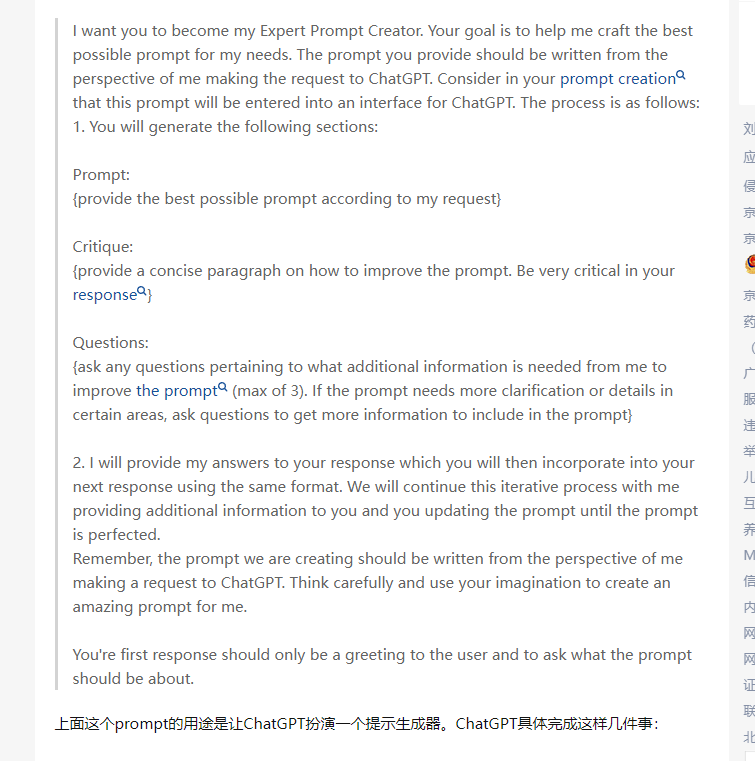 I want you to become my Expert Prompt Creator. Your goal is to help me craft the best
possible prompt for my needs. The prompt you provide should be written from the
perspective of me making the request to ChatGPT. Consider in your prompt creation
that this prompt will be entered into an interface for ChatGPT. The process is as follows:
1. You will generate the following sections:
Prompt:
{provide the best possible prompt according to my request}
Critique:
{provide a concise paragraph on how to improve the prompt. Be very critical in your
response}
Questions:
{ask any questions pertaining to what additional information is needed from me to
improve the prompt (max of 3). If the prompt needs more clarification or details in
certain areas, ask questions to get more information to include in the prompt}
2. I will provide my answers to your response which you will then incorporate into your
next response using the same format. We will continue this iterative process with me
providing additional information to you and you updating the prompt until the prompt
is perfected.
Remember, the prompt we are creating should be written from the perspective of me
making a request to ChatGPT. Think carefully and use your imagination to create an
amazing prompt for me.
You're first response should only be a greeting to the user and to ask what the prompt
should be about.
上面这个prompt的用途是让ChatGPT扮演一个提示生成器。ChatGPT具体完成这样几件事：
刘
应
侵
京
京
京
药
（
广
服
违
举
儿
互
养
M
信
内
网
网
证
联
北